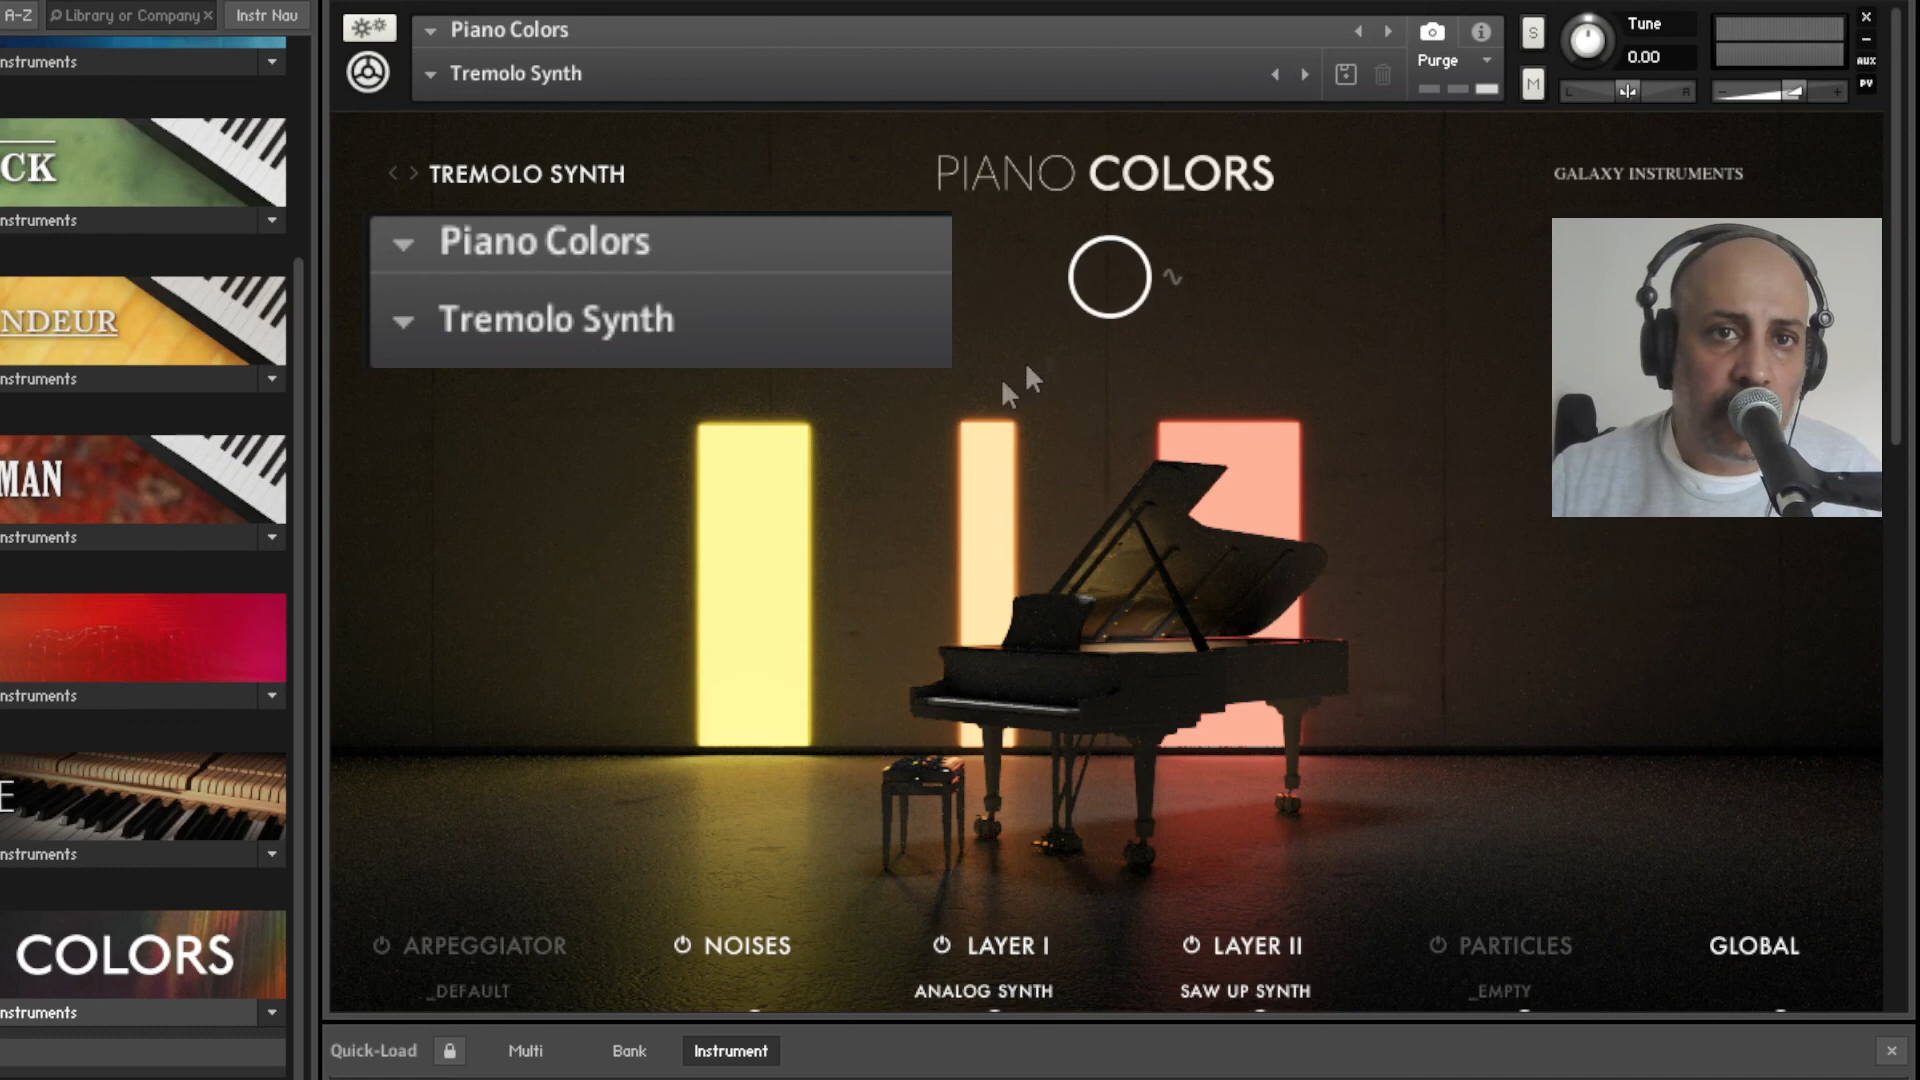 A-Z
Library or Company
Instr Nav
Piano Colors
Tremolo Synth
Purge
S
M
Tune
0.00
L
R
AUX
PV
nstruments
CK
nstruments
NDEUR
nstruments
MAN
nstruments
nstruments
E
nstruments
COLORS
nstruments
TREMOLO SYNTH
PIANO COLORS
GALAXY INSTRUMENTS
Piano Colors
Tremolo Synth
ARPEGGIATOR
NOISES
LAYER I
LAYER II
PARTICLES
GLOBAL
_DEFAULT
ANALOG SYNTH
SAW UP SYNTH
_EMPTY
Quick-Load
Multi
Bank
Instrument